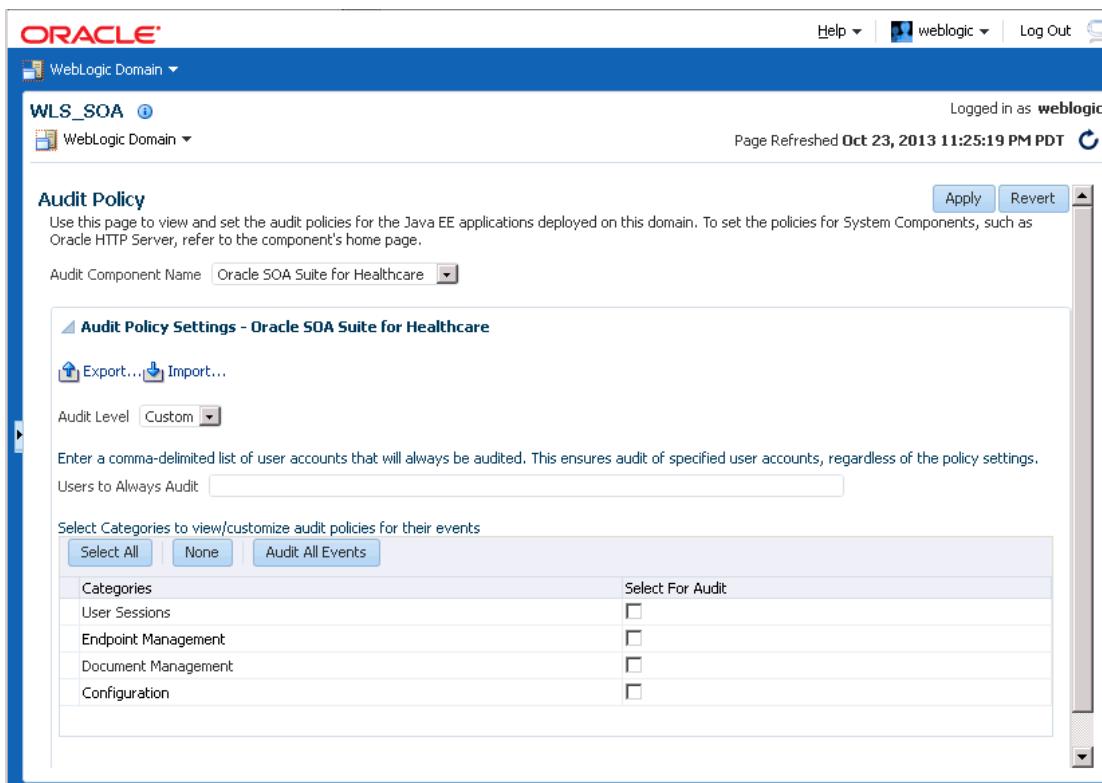 ORACLE
Help weblogic Log Out
WebLogic Domain
WLS_SOA
Logged in as weblogic
WebLogic Domain
Page Refreshed Oct 23, 2013 11:25:19 PM PDT
Audit Policy
Apply Revert
Use this page to view and set the audit policies for the Java EE applications deployed on this domain. To set the policies for System Components, such as
Oracle HTTP Server, refer to the component's home page.
Audit Component Name Oracle SOA Suite for Healthcare
Audit Policy Settings - Oracle SOA Suite for Healthcare
Export... Import...
Audit Level Custom
Enter a comma-delimited list of user accounts that will always be audited. This ensures audit of specified user accounts, regardless of the policy settings.
Users to Always Audit
Select Categories to view/customize audit policies for their events
Select All None Audit All Events
Categories Select For Audit
User Sessions
Endpoint Management
Document Management
Configuration